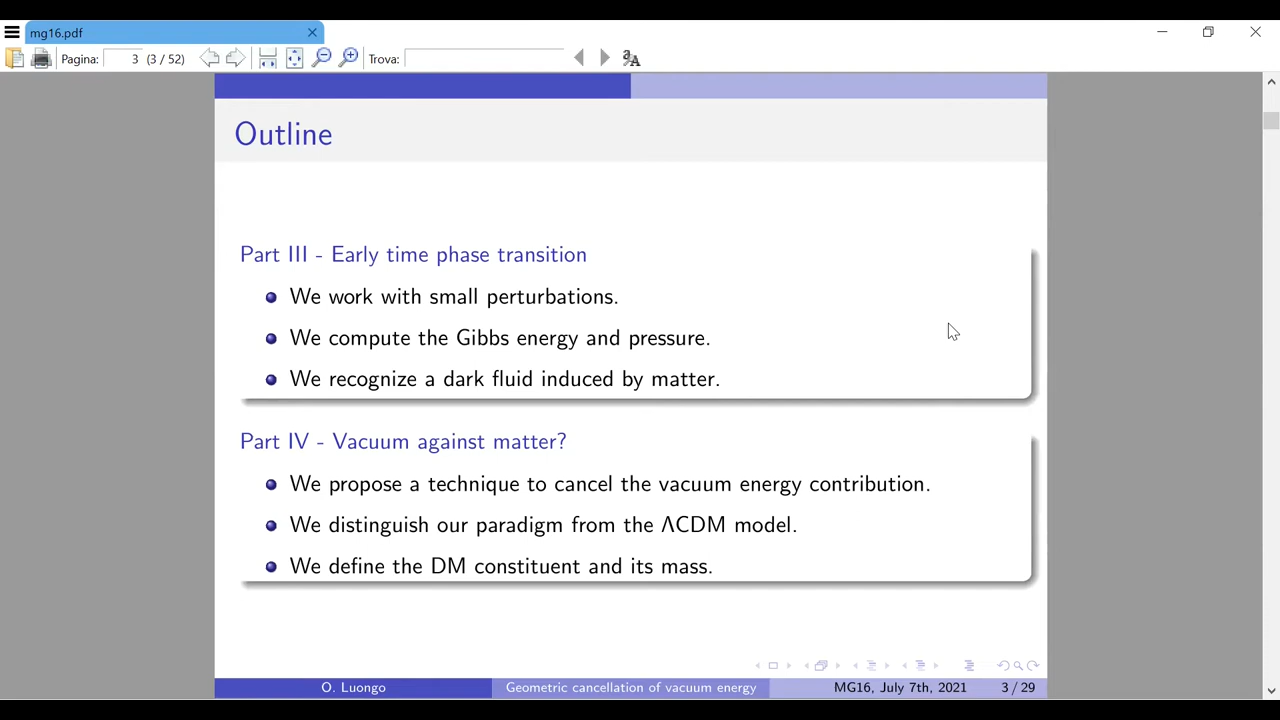 mg16.pdf
Pagina: 3 (3 / 52) Trova:
Outline
Part III - Early time phase transition
We work with small perturbations.
We compute the Gibbs energy and pressure.
We recognize a dark fluid induced by matter.
Part IV - Vacuum against matter?
We propose a technique to cancel the vacuum energy contribution.
We distinguish our paradigm from the ΛCDM model.
We define the DM constituent and its mass.
O. Luongo Geometric cancellation of vacuum energy MG16, July 7th, 2021 3 / 29